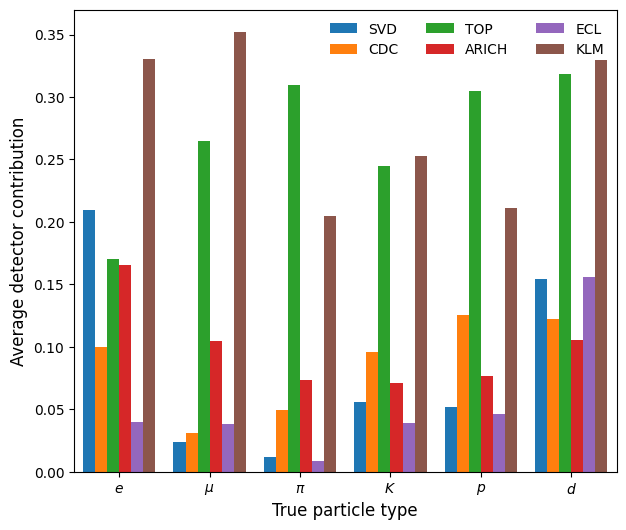 SVD TOP ECL
CDC ARICH KLM
0.35
0.30
0.25
0.20
0.15
0.10
0.05
0.00
Average detector contribution
e μ π K p d
True particle type